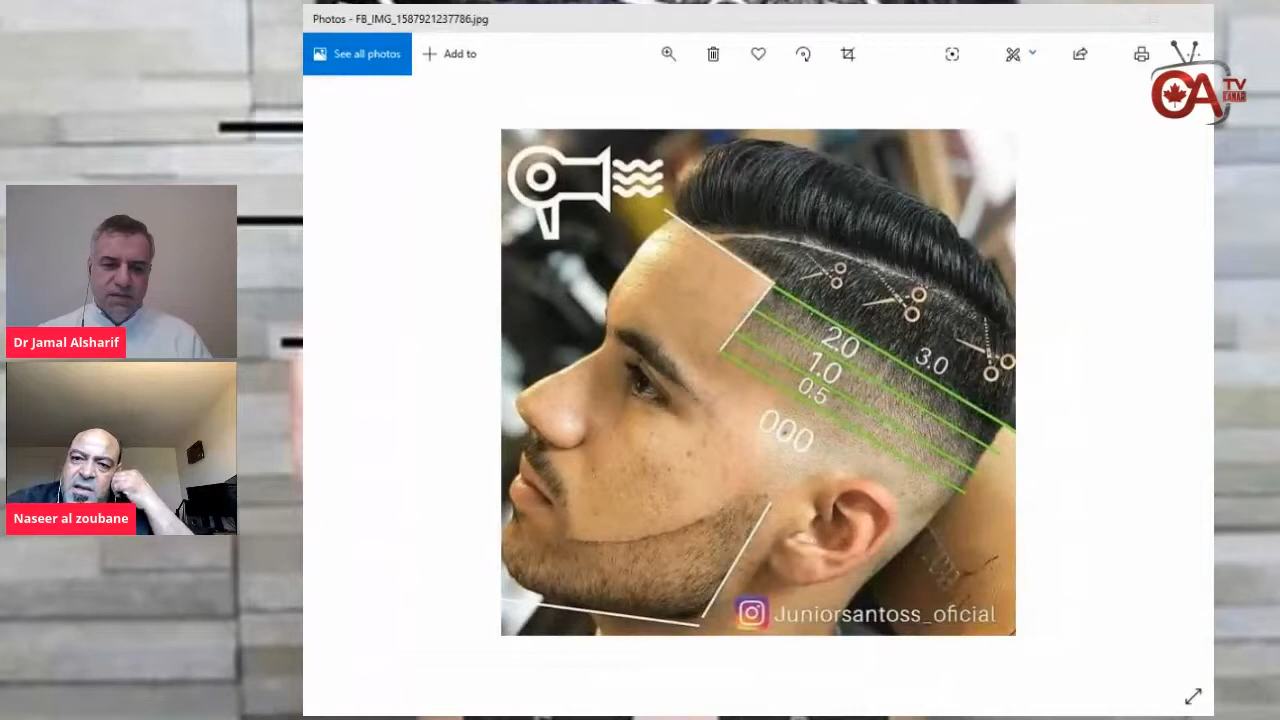 Photos - FB_IMG_1587921237786.jpg
See all photos
Add to
CA TV
Dr Jamal Alsharif
Naseer al zoubane
2.0
3.0
1.0
0.5
000
Juniorsantoss_oficial